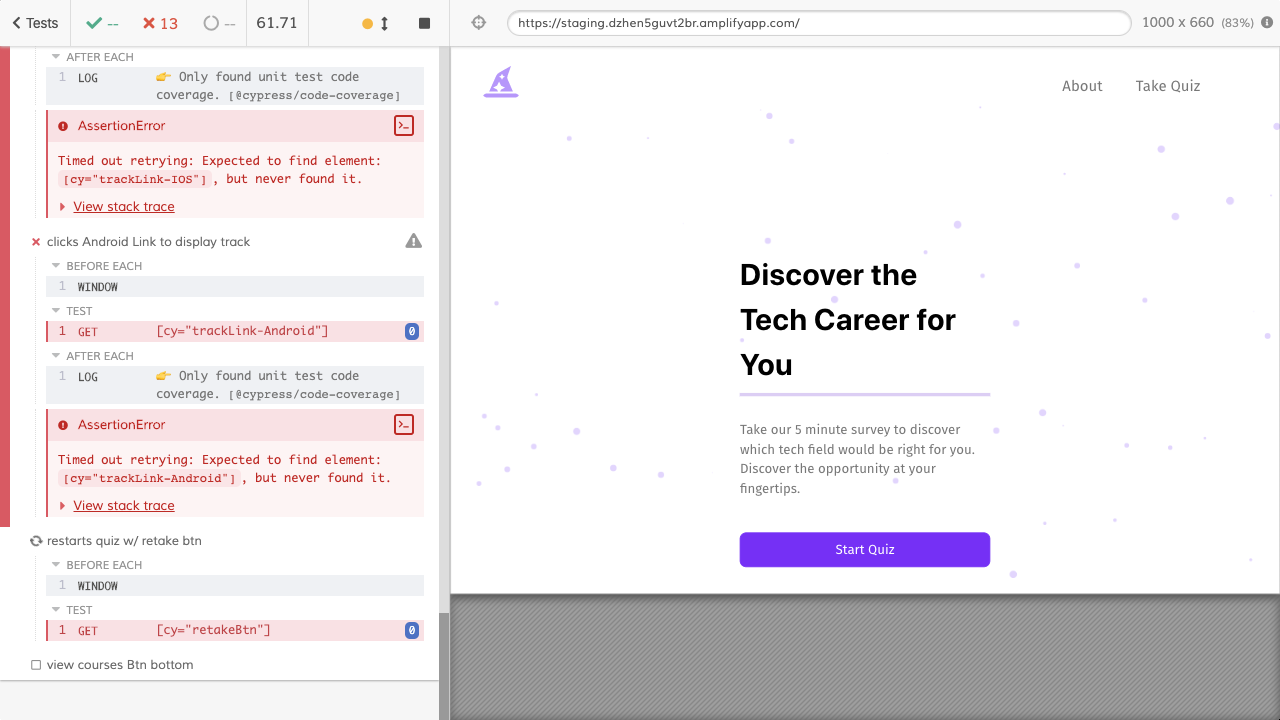 Tests
--
13
--
61.71
https://staging.dzhen5guvt2br.amplifyapp.com/
1000 x 660 (83%)
AFTER EACH
1 LOG 👉 Only found unit test code
coverage. [@cypress/code-coverage]
AssertionError
Timed out retrying: Expected to find element:
[cy="trackLink-IOS"], but never found it.
View stack trace
clicks Android Link to display track
BEFORE EACH
1 WINDOW
TEST
1 GET [cy="trackLink-Android"] 0
AFTER EACH
1 LOG 👉 Only found unit test code
coverage. [@cypress/code-coverage]
AssertionError
Timed out retrying: Expected to find element:
[cy="trackLink-Android"], but never found it.
View stack trace
restarts quiz w/ retake btn
BEFORE EACH
1 WINDOW
TEST
1 GET [cy="retakeBtn"] 0
view courses Btn bottom
About
Take Quiz
Discover the
Tech Career for
You
Take our 5 minute survey to discover
which tech field would be right for you.
Discover the opportunity at your
fingertips.
Start Quiz